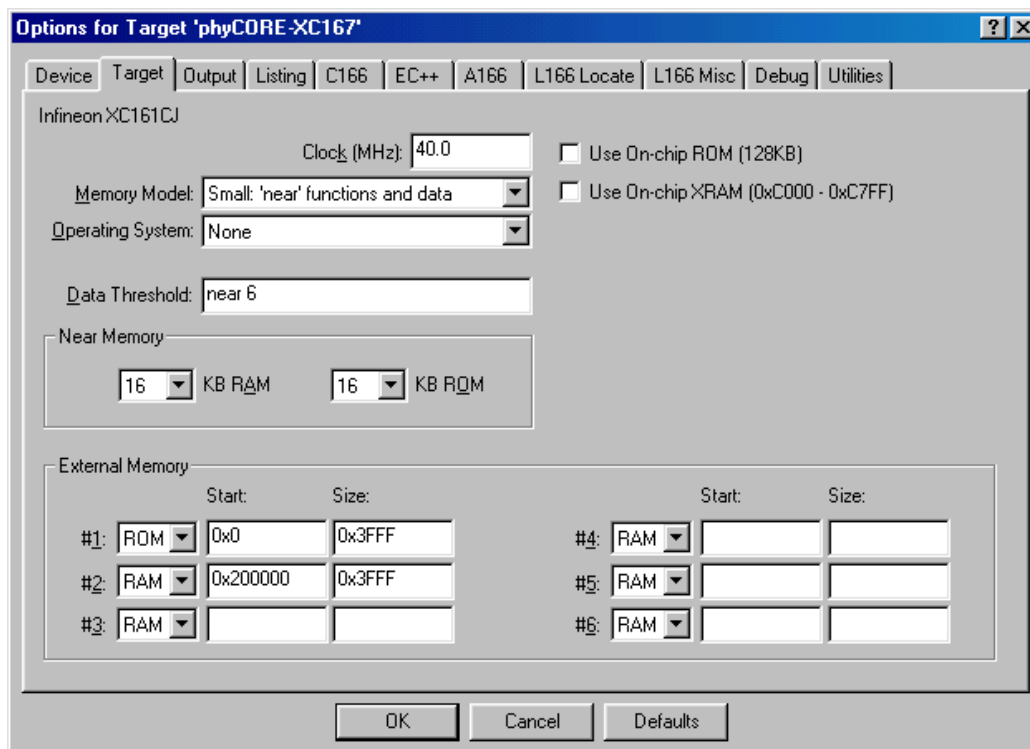 Options for Target 'phyCORE-XC167'
Device Target Output Listing C166 EC++ A166 L166 Locate L166 Misc Debug Utilities
Infineon XC161CJ
Clock (MHz): 40.0
Use On-chip ROM (128KB)
Memory Model: Small: 'near' functions and data
Use On-chip XRAM (0xC000 - 0xC7FF)
Operating System: None
Data Threshold: near 6
Near Memory
16 KB RAM 16 KB ROM
External Memory
Start: Size: Start: Size:
#1: ROM 0x0 0x3FFF #4: RAM
#2: RAM 0x200000 0x3FFF #5: RAM
#3: RAM #6: RAM
OK Cancel Defaults